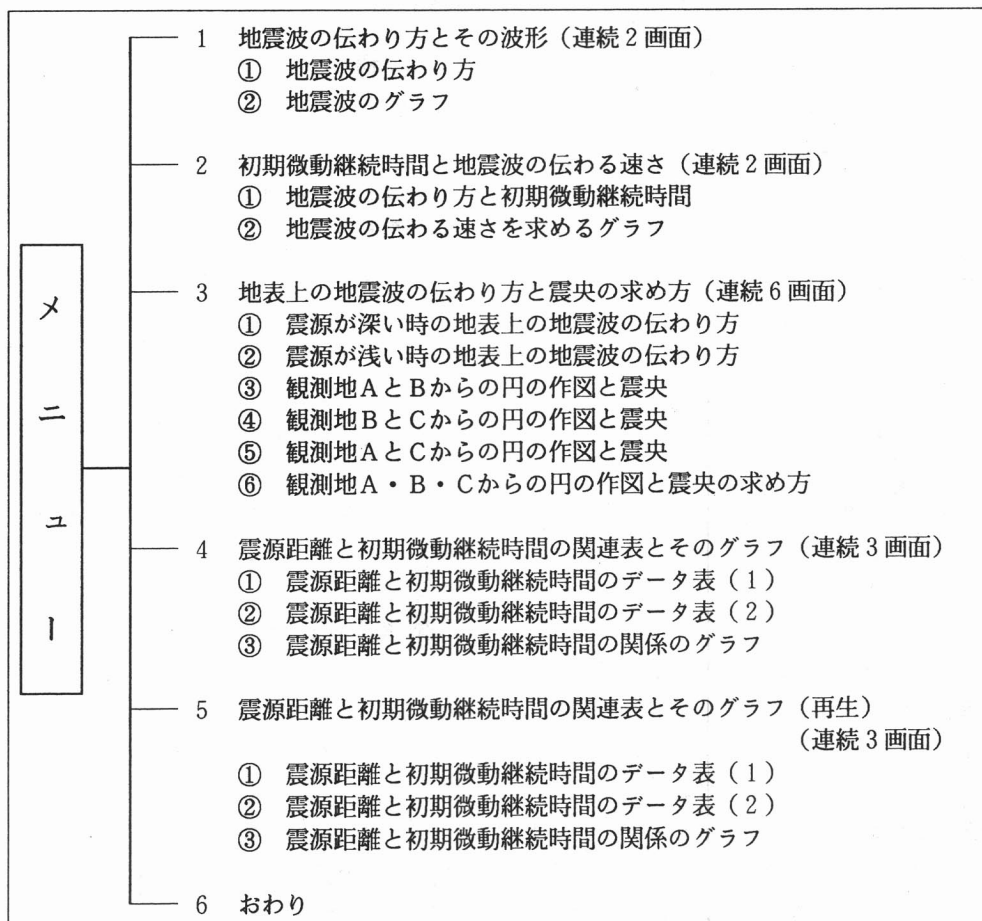 メニュー
1 地震波の伝わり方とその波形（連続2画面）
① 地震波の伝わり方
② 地震波のグラフ
2 初期微動継続時間と地震波の伝わる速さ（連続2画面）
① 地震波の伝わり方と初期微動継続時間
② 地震波の伝わる速さを求めるグラフ
3 地表上の地震波の伝わり方と震央の求め方（連続6画面）
① 震源が深い時の地表上の地震波の伝わり方
② 震源が浅い時の地表上の地震波の伝わり方
③ 観測地AとBからの円の作図と震央
④ 観測地BとCからの円の作図と震央
⑤ 観測地AとCからの円の作図と震央
⑥ 観測地A・B・Cからの円の作図と震央の求め方
4 震源距離と初期微動継続時間の関連表とそのグラフ（連続3画面）
① 震源距離と初期微動継続時間のデータ表（1）
② 震源距離と初期微動継続時間のデータ表（2）
③ 震源距離と初期微動継続時間の関係のグラフ
5 震源距離と初期微動継続時間の関連表とそのグラフ（再生）
（連続3画面）
① 震源距離と初期微動継続時間のデータ表（1）
② 震源距離と初期微動継続時間のデータ表（2）
③ 震源距離と初期微動継続時間の関係のグラフ
6 おわり